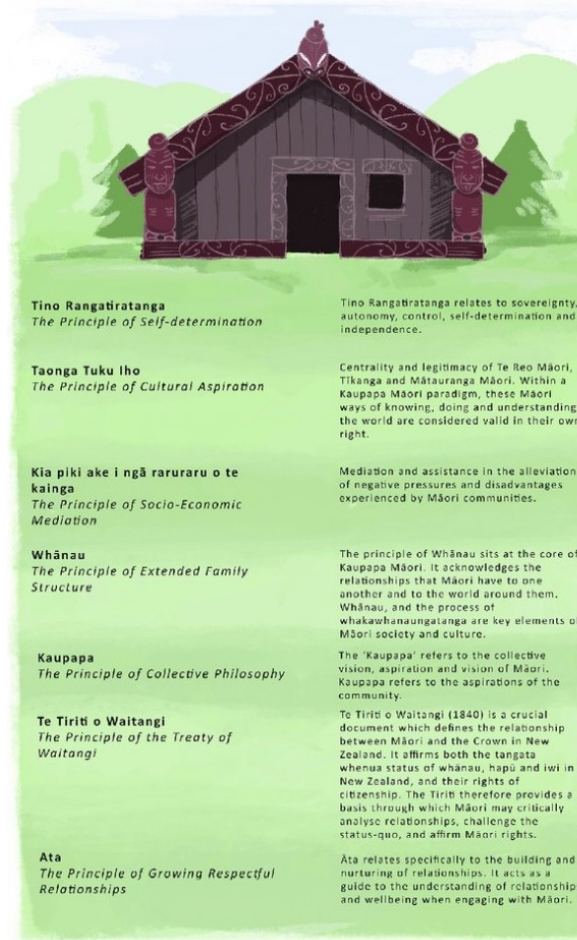 Tino Rangatiratanga
The Principle of Self-determination
Tino Rangatiratanga relates to sovereignty,
autonomy, control, self-determination and
independence.
Taonga Tuku Iho
The Principle of Cultural Aspiration
Centrality and legitimacy of Te Reo Māori,
Tīkanga and Mātauranga Māori. Within a
Kaupapa Māori paradigm, these Māori
ways of knowing, doing and understanding
the world are considered valid in their own
right.
Kia piki ake i ngā raruraru o te
kainga
The Principle of Socio-Economic
Mediation
Mediation and assistance in the alleviation
of negative pressures and disadvantages
experienced by Māori communities.
Whānau
The Principle of Extended Family
Structure
The principle of Whānau sits at the core of
Kaupapa Māori. It acknowledges the
relationships that Māori have to one
another and to the world around them.
Whānau, and the process of
whakawhanaungatanga are key elements of
Māori society and culture.
Kaupapa
The Principle of Collective Philosophy
The 'Kaupapa' refers to the collective
vision, aspiration and vision of Māori.
Kaupapa refers to the aspirations of the
community.
Te Tiriti o Waitangi
The Principle of the Treaty of
Waitangi
Te Tiriti o Waitangi (1840) is a crucial
document which defines the relationship
between Māori and the Crown in New
Zealand. It affirms both the tangata
whenua status of whānau, hapū and iwi in
New Zealand, and their rights of
citizenship. The Tiriti therefore provides a
basis through which Māori may critically
analyse relationships, challenge the
status-quo, and affirm Māori rights.
Ata
The Principle of Growing Respectful
Relationships
Āta relates specifically to the building and
nurturing of relationships. It acts as a
guide to the understanding of relationship
and wellbeing when engaging with Māori.